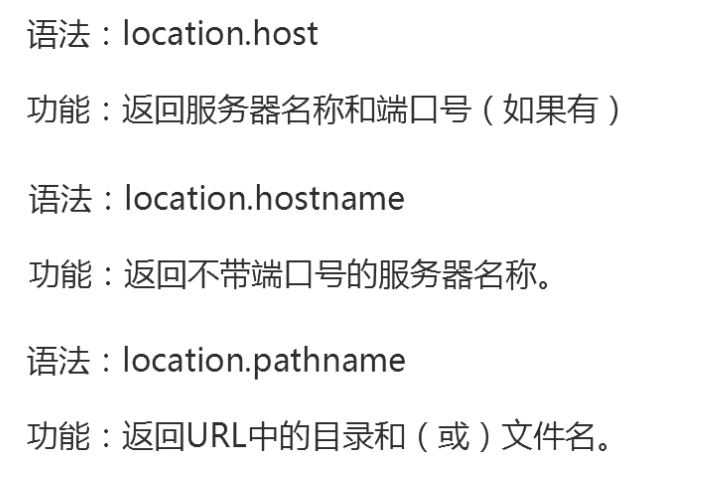 语法：location.host
功能：返回服务器名称和端口号（如果有）
语法：location.hostname
功能：返回不带端口号的服务器名称。
语法：location.pathname
功能：返回URL中的目录和（或）文件名。